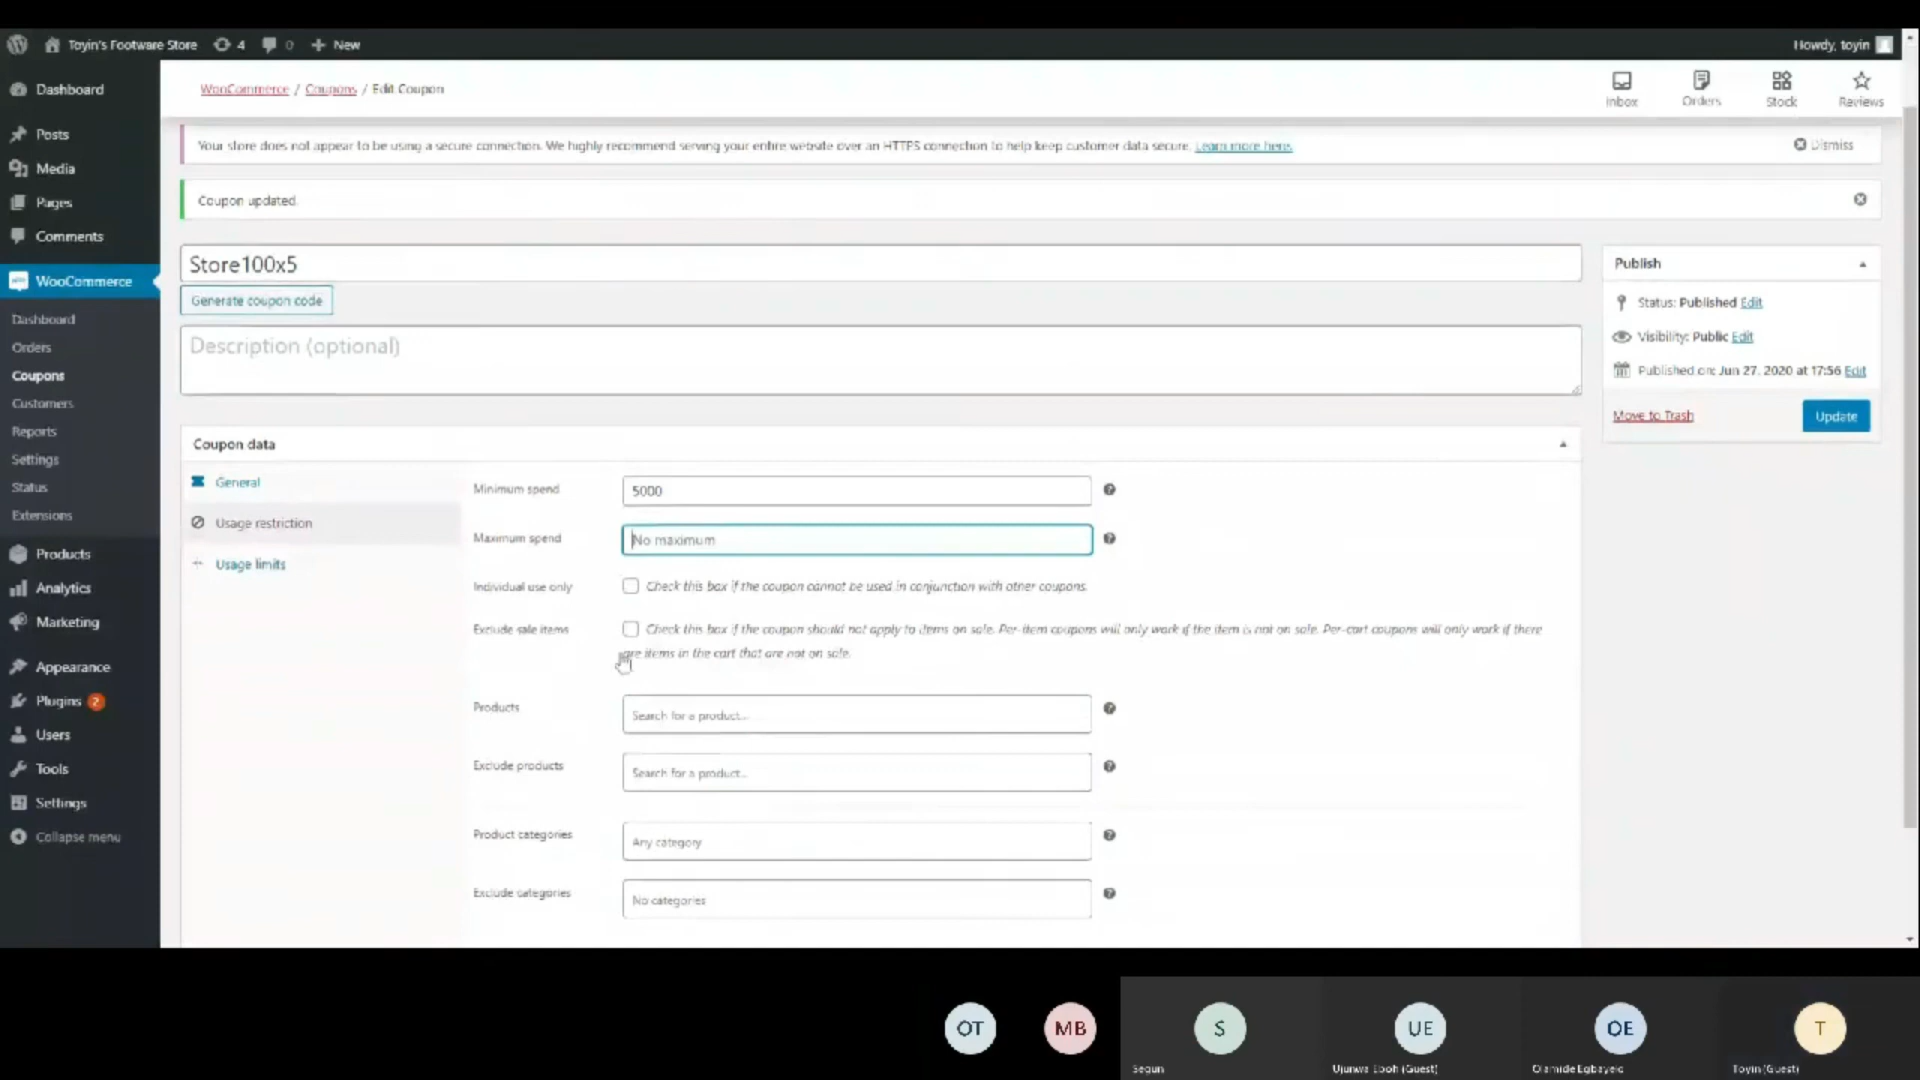 Toyin's Footware Store 4 0 New
Howdy, toyin
Dashboard
Posts
Media
Pages
Comments
WooCommerce
Dashboard
Orders
Coupons
Customers
Reports
Settings
Status
Extensions
Products
Analytics
Marketing
Appearance
Plugins 2
Users
Tools
Settings
Collapse menu
WooCommerce / Coupons / Edit Coupon
Inbox
Orders
Stock
Reviews
Your store does not appear to be using a secure connection. We highly recommend serving your entire website over an HTTPS connection to help keep customer data secure. Learn more here.
Dismiss
Coupon updated.
Store100x5
Generate coupon code
Description (optional)
Publish
Status: Published Edit
Visibility: Public Edit
Published on: Jun 27, 2020 at 17:56 Edit
Move to Trash
Update
Coupon data
General
Usage restriction
Usage limits
Minimum spend 5000
Maximum spend No maximum
Individual use only Check this box if the coupon cannot be used in conjunction with other coupons.
Exclude sale items Check this box if the coupon should not apply to items on sale. Per-item coupons will only work if the item is not on sale. Per-cart coupons will only work if there
are items in the cart that are not on sale.
Products Search for a product...
Exclude products Search for a product...
Product categories Any category
Exclude categories No categories
OT
MB
S
UE
OE
T
Segun
(Guest)
Olamide
Toyin (Guest)